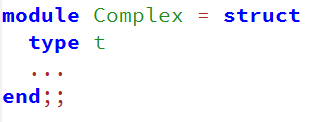 module Complex = struct
type t
...
end;;